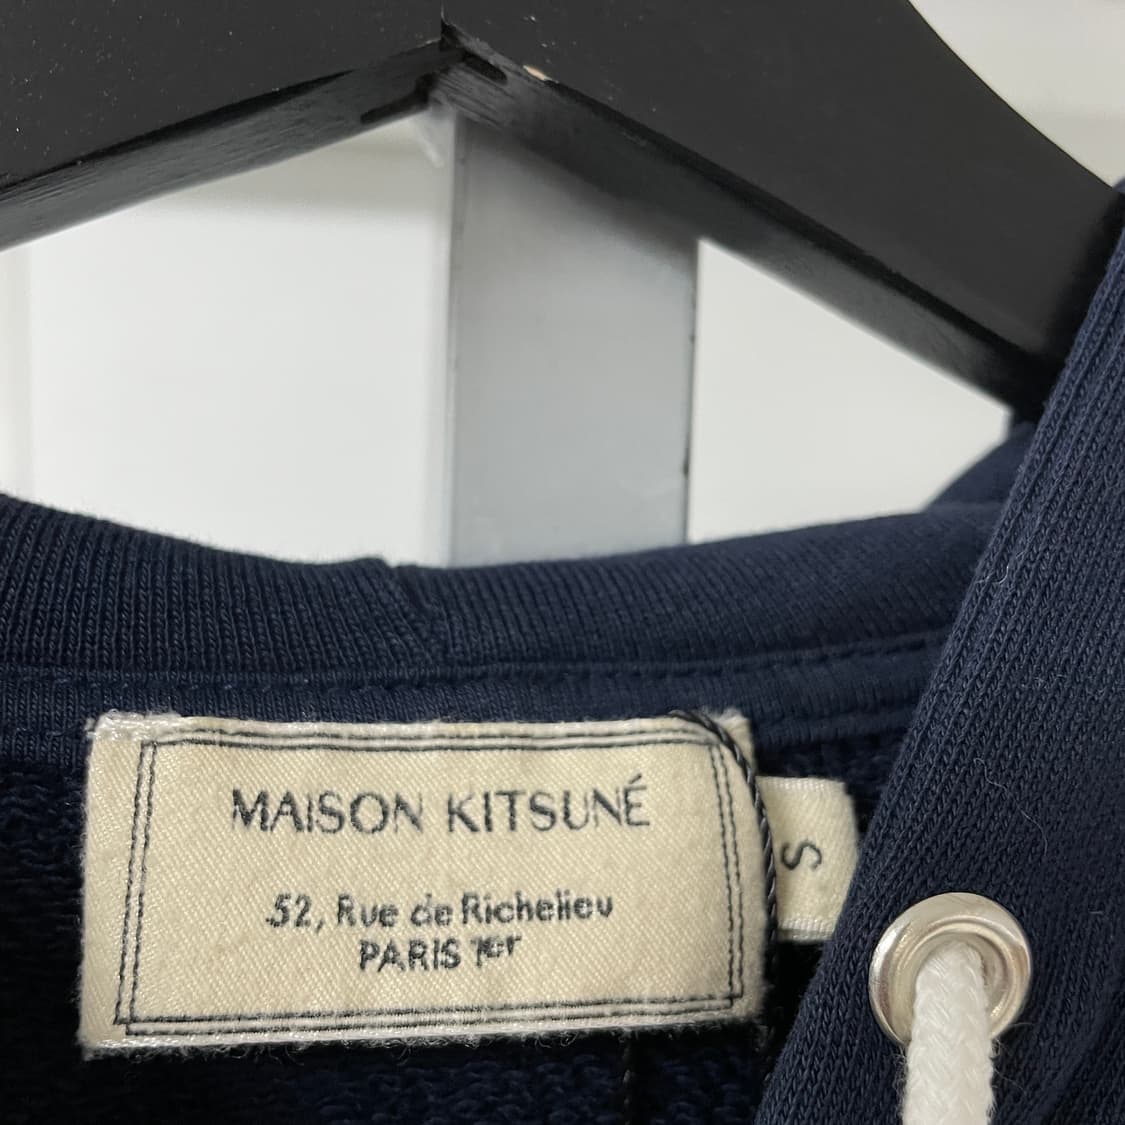 MAISON KITSUNÉ
52, Rue de Richelieu
PARIS 1er
S